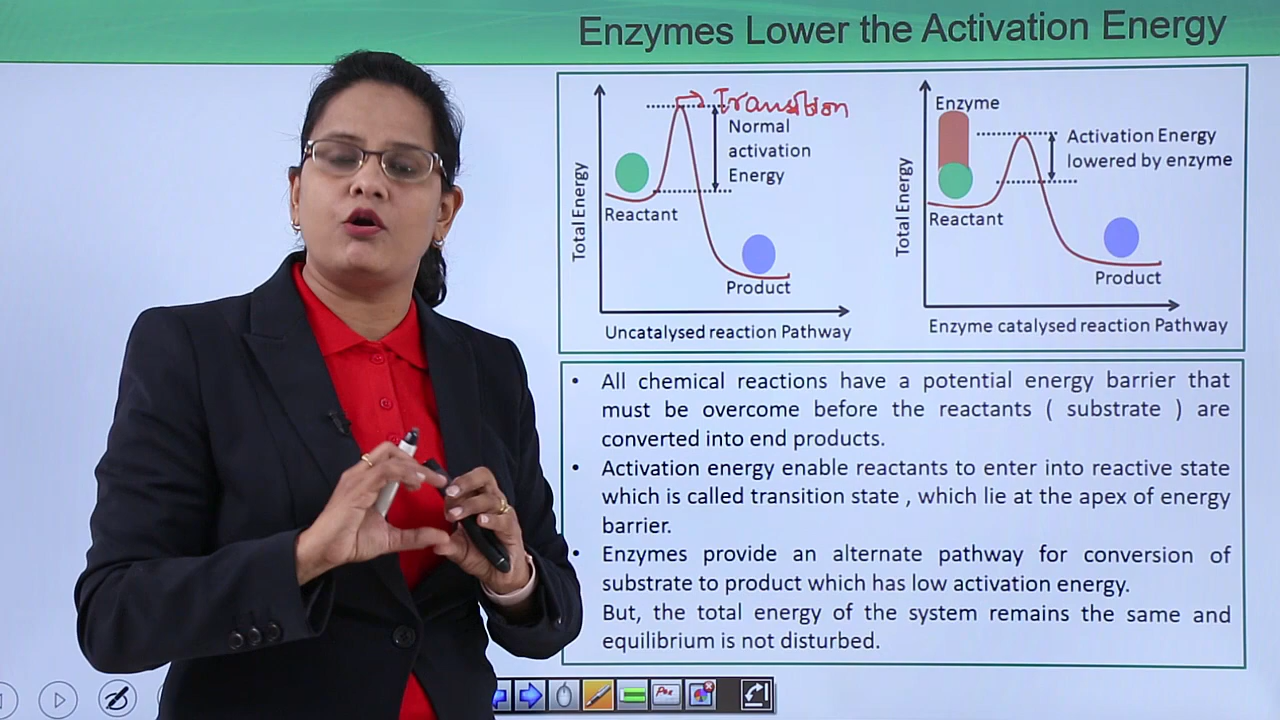 Enzymes Lower the Activation Energy
Transition
Normal
activation
Energy
Total Energy
Reactant
Product
Uncatalysed reaction Pathway
Enzyme
Activation Energy
lowered by enzyme
Total Energy
Reactant
Product
Enzyme catalysed reaction Pathway
• All chemical reactions have a potential energy barrier that
must be overcome before the reactants ( substrate ) are
converted into end products.
• Activation energy enable reactants to enter into reactive state
which is called transition state , which lie at the apex of energy
barrier.
• Enzymes provide an alternate pathway for conversion of
substrate to product which has low activation energy.
But, the total energy of the system remains the same and
equilibrium is not disturbed.